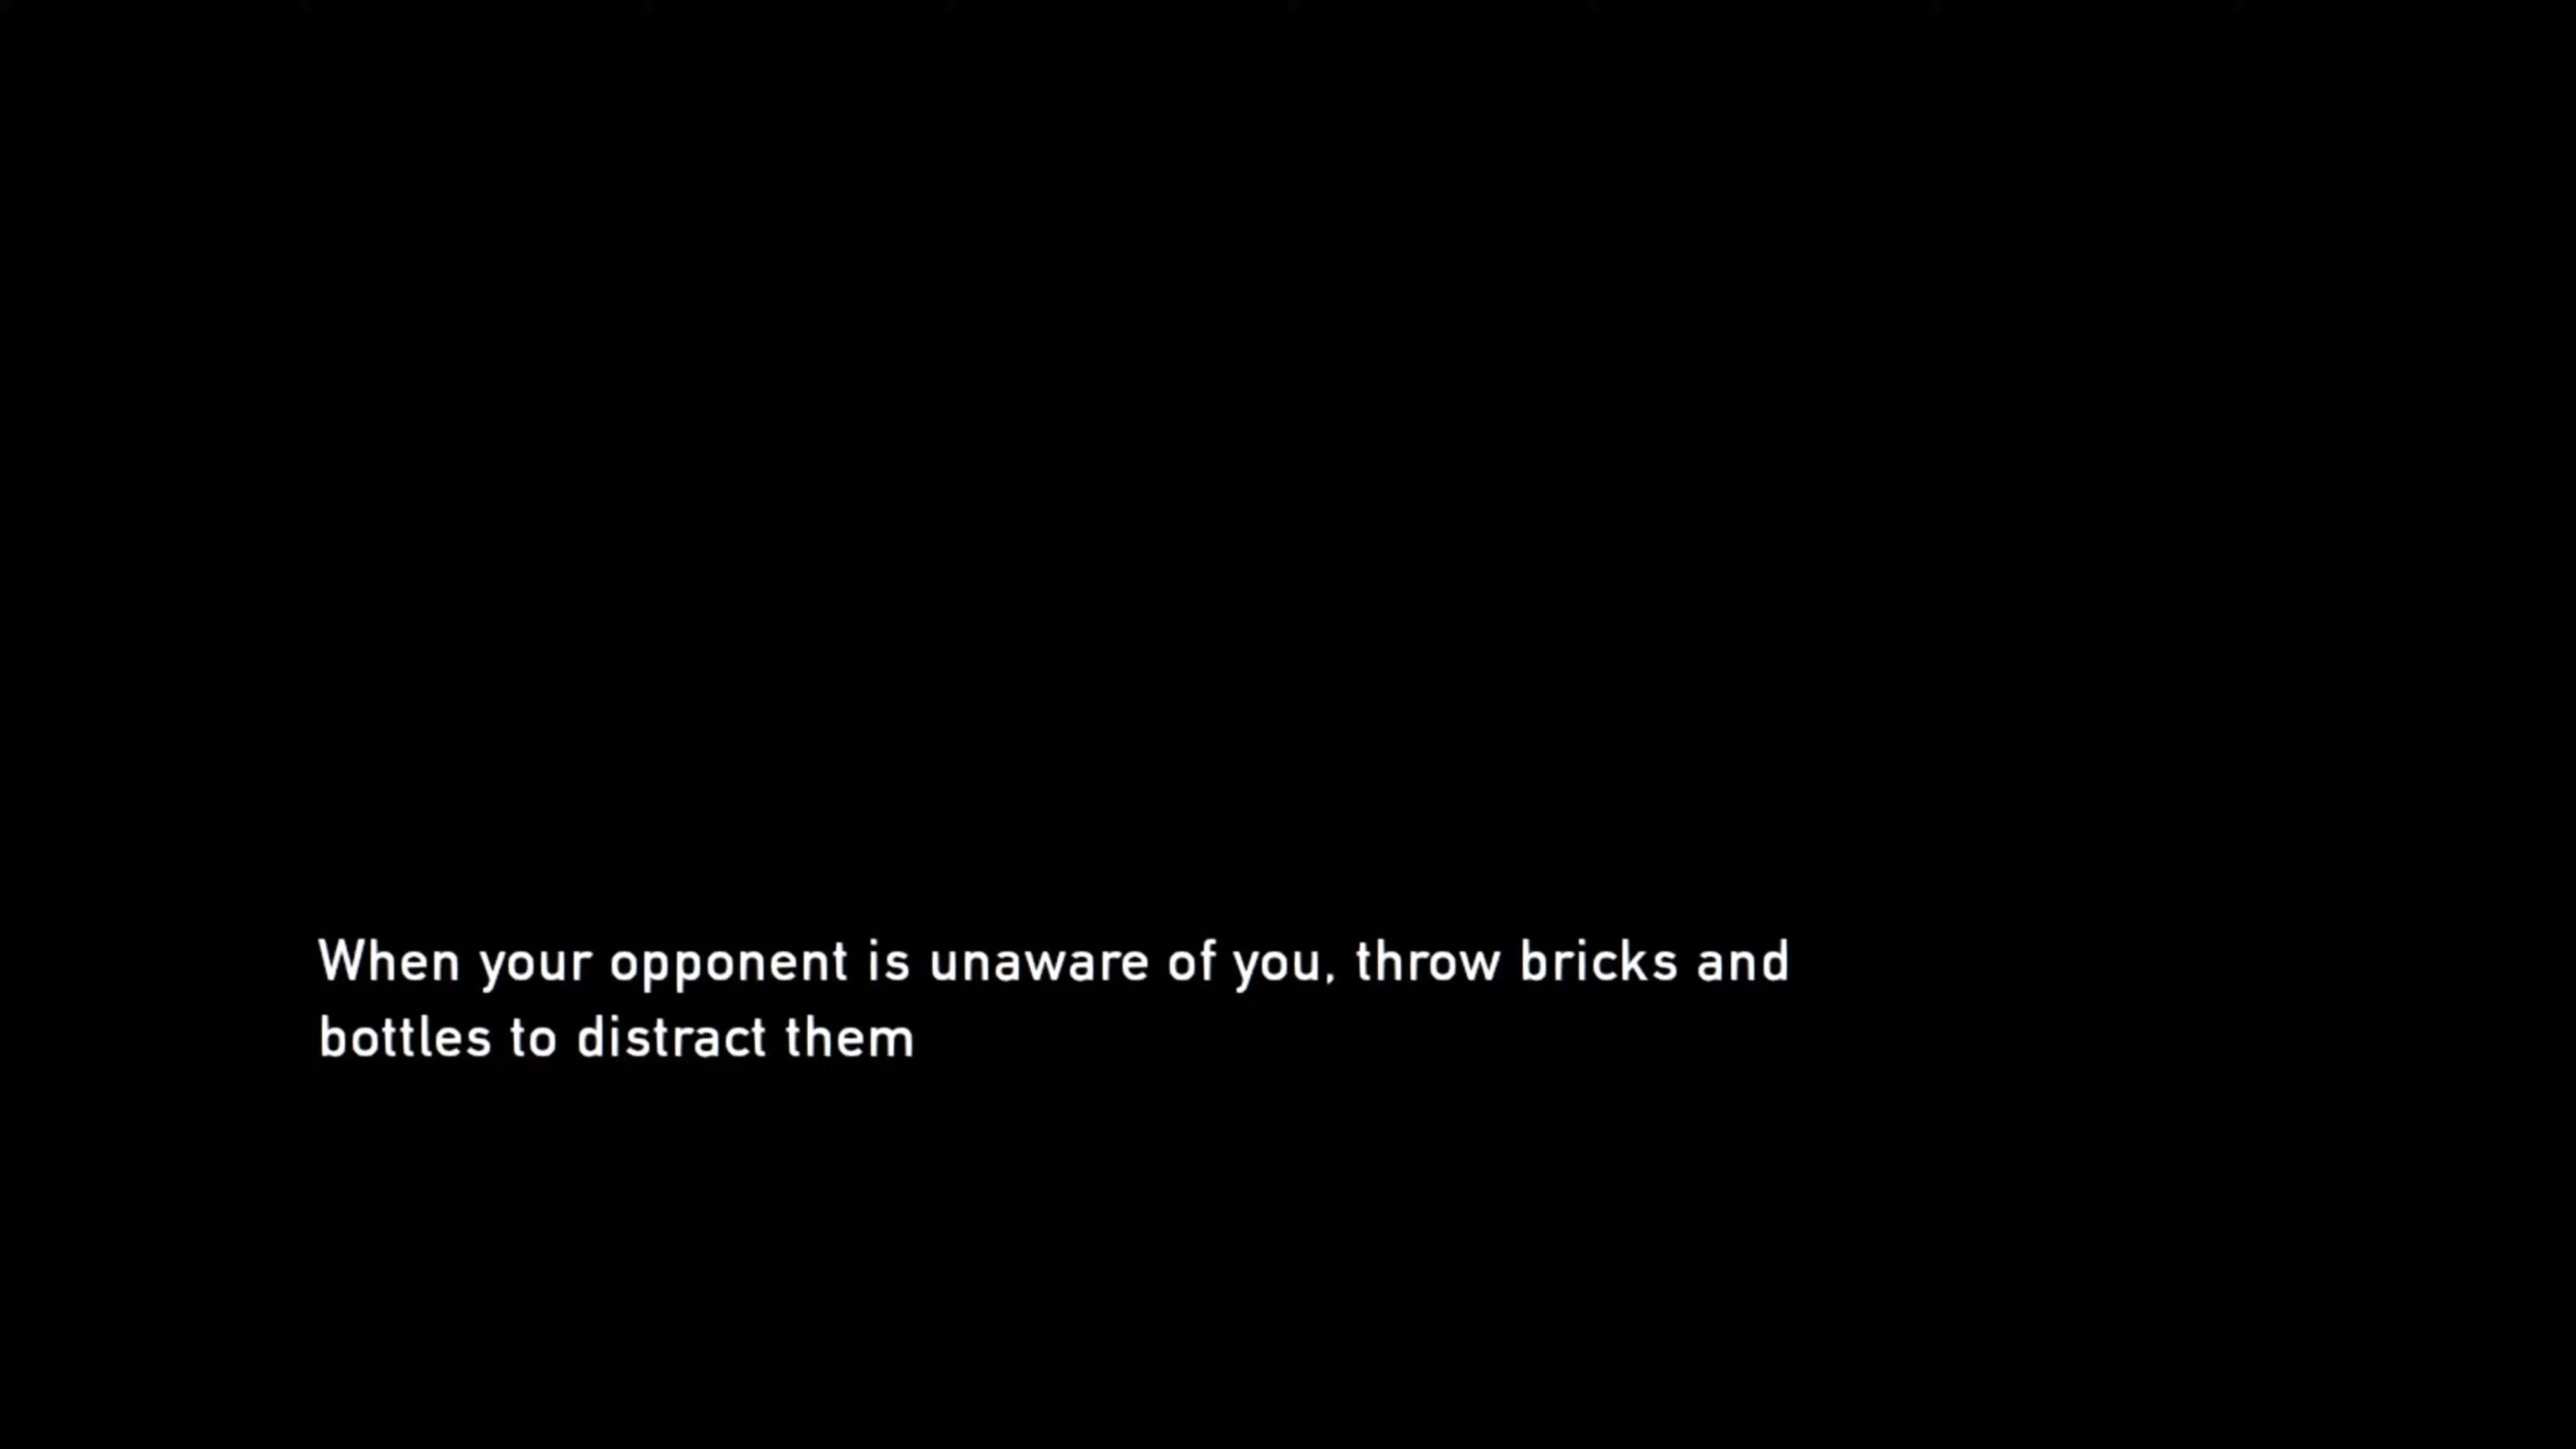 When your opponent is unaware of you, throw bricks and
bottles to distract them